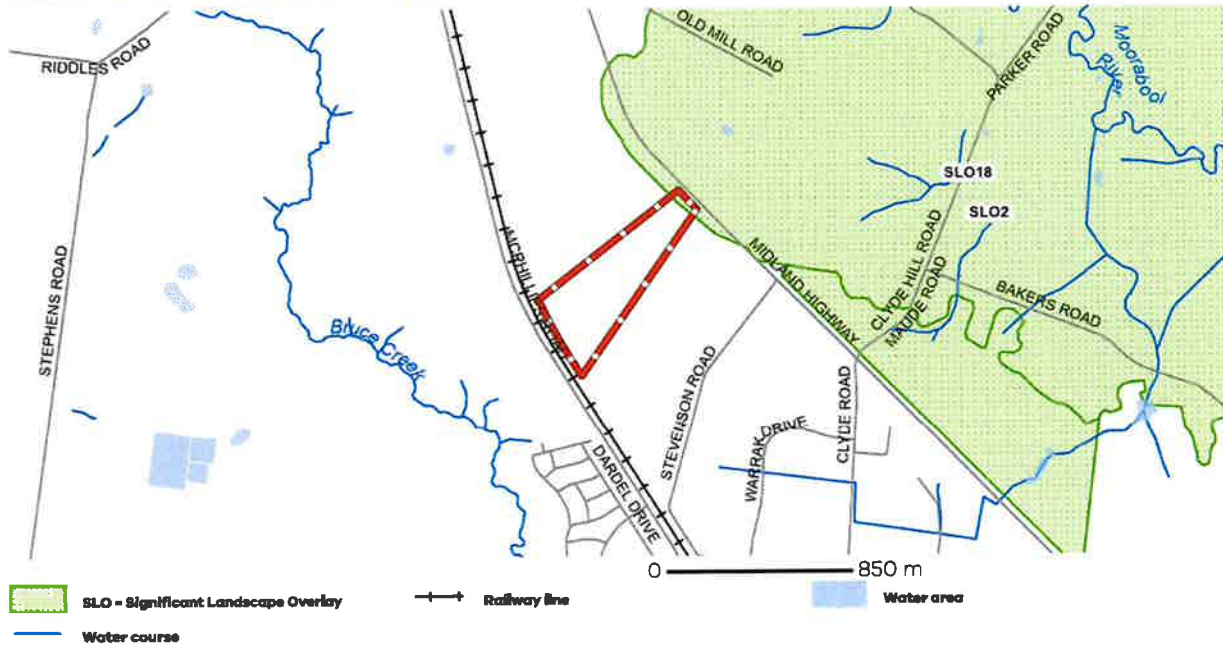 OLD MILL ROAD
RIDDLES ROAD
PARKER ROAD
Moorabool
River
SLO18
SLO2
STEPHENS ROAD
MIDLAND HIGHWAY
CLYDE HILL ROAD
MAUDE ROAD
BAKERS ROAD
Bruce Creek
STEVENSON ROAD
WARRAK DRIVE
CLYDE ROAD
DARDEL DRIVE
0 850 m
SLO - Significant Landscape Overlay
Railway line
Water area
Water course